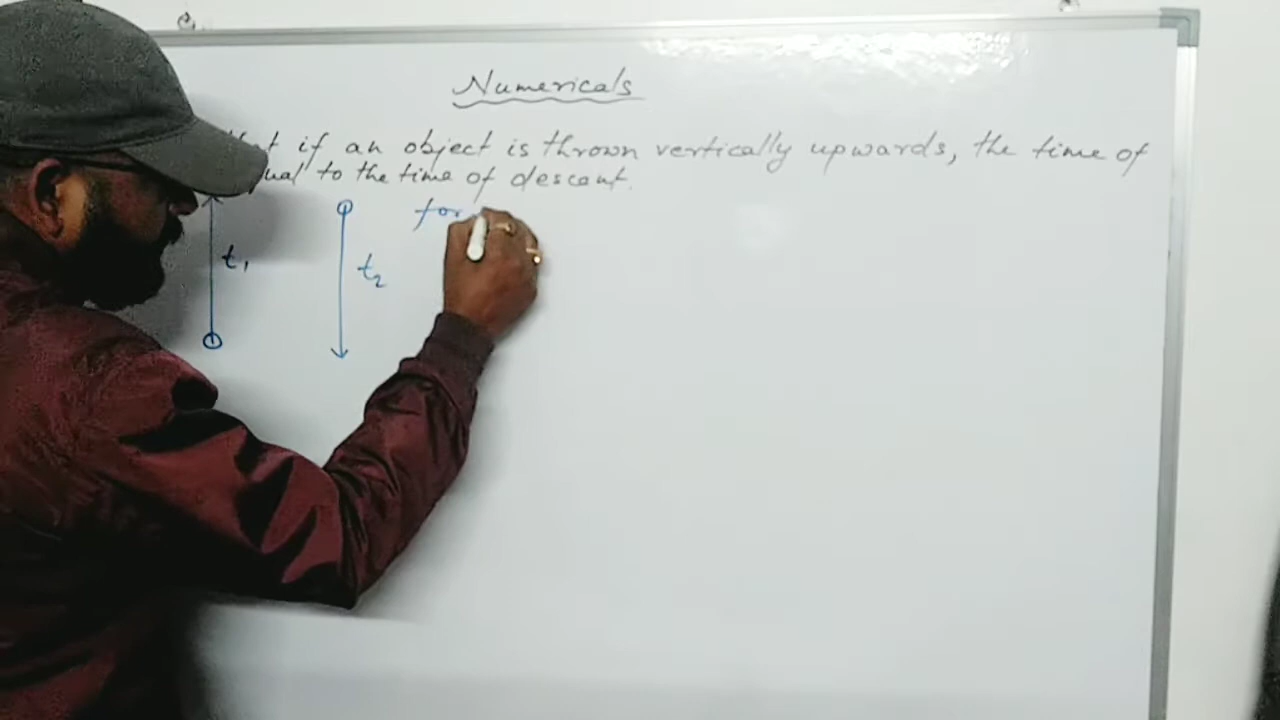 Numericals
if an object is thrown vertically upwards, the time of
to the time of descent.
t₁
t₂
for